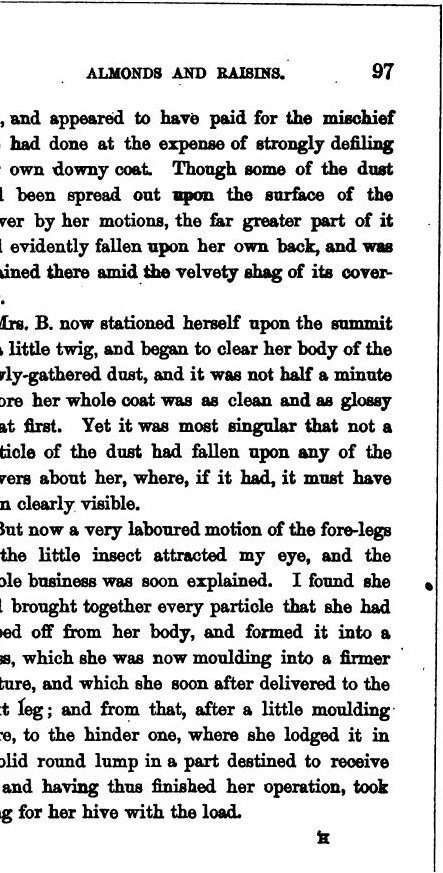 ALMONDS AND RAISINS. 97
, and appeared to have paid for the mischief
had done at the expense of strongly defiling
own downy coat. Though some of the dust
been spread out upon the surface of the
ver by her motions, the far greater part of it
evidently fallen upon her own back, and was
ained there amid the velvety shag of its cover-
.
Mrs. B. now stationed herself upon the summit
little twig, and began to clear her body of the
wly-gathered dust, and it was not half a minute
ore her whole coat was as clean and as glossy
at first. Yet it was most singular that not a
ticle of the dust had fallen upon any of the
wers about her, where, if it had, it must have
n clearly visible.
But now a very laboured motion of the fore-legs
the little insect attracted my eye, and the
ole business was soon explained. I found she
brought together every particle that she had
ped off from her body, and formed it into a
ss, which she was now moulding into a firmer
ture, and which she soon after delivered to the
t leg; and from that, after a little moulding
re, to the hinder one, where she lodged it in
olid round lump in a part destined to receive
and having thus finished her operation, took
g for her hive with the load.
H